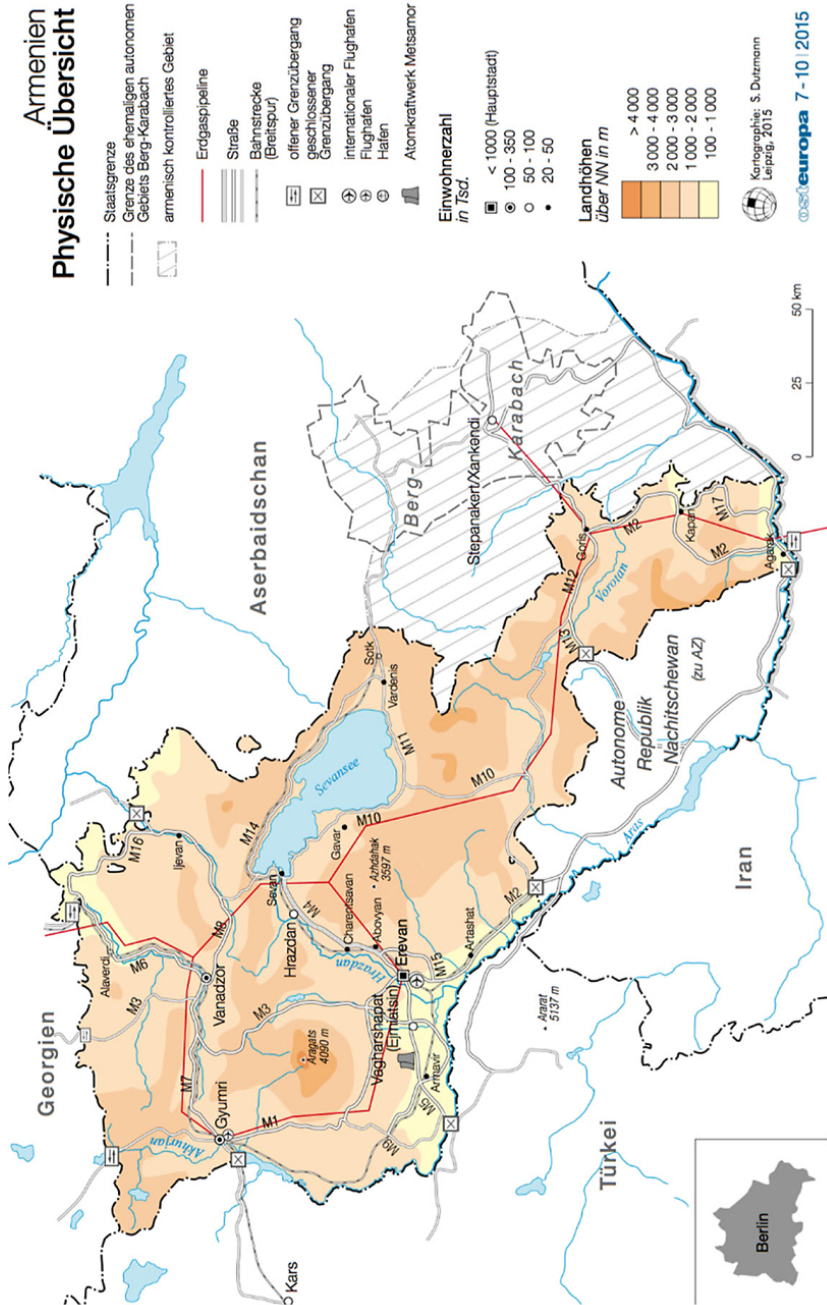 Armenien
Physische Übersicht
Staatsgrenze
Grenze des ehemaligen autonomen
Gebiets Berg-Karabach
armenisch kontrolliertes Gebiet
Erdgaspipeline
Straße
Bahnstrecke
(Breitspur)
offener Grenzübergang
geschlossener
Grenzübergang
internationaler Flughafen
Flughafen
Hafen
Atomkraftwerk Metsamor
Einwohnerzahl
in Tsd.
< 1000 (Hauptstadt)
100 - 350
50 - 100
20 - 50
Landhöhen
über NN in m
> 4 000
3 000 - 4 000
2 000 - 3 000
1 000 - 2 000
100 - 1 000
Kartographie: S. Dutzmann
Leipzig, 2015
osteuropa 7-10 | 2015
Georgien
Aserbaidschan
Alaverdi
M6
M3
M16
Ijevan
M7
Vanadzor
M8
M14
Akhurjan
Gyumri
M1
M3
Sevan
Sevansee
Sotk
Vardenis
M11
Aragats
4090 m
Hrazdan
M4
Gavar
M10
M10
Charentsavan
Azhdahak
3597 m
Abovyan
Hrazdan
Kars
Vagharshapat
(Ejmiatsin)
Erevan
M15
Armavir
M5
M9
Artashat
M2
Ararat
5137 m
Türkei
Aras
Iran
Autonome
Republik
Nachitschewan
(zu AZ)
Berg-
Karabach
Stepanakert/Xankendi
Goris
M12
M13
Vorotan
M2
Kapan
M17
M2
Agarak
0
25
50 km
Berlin